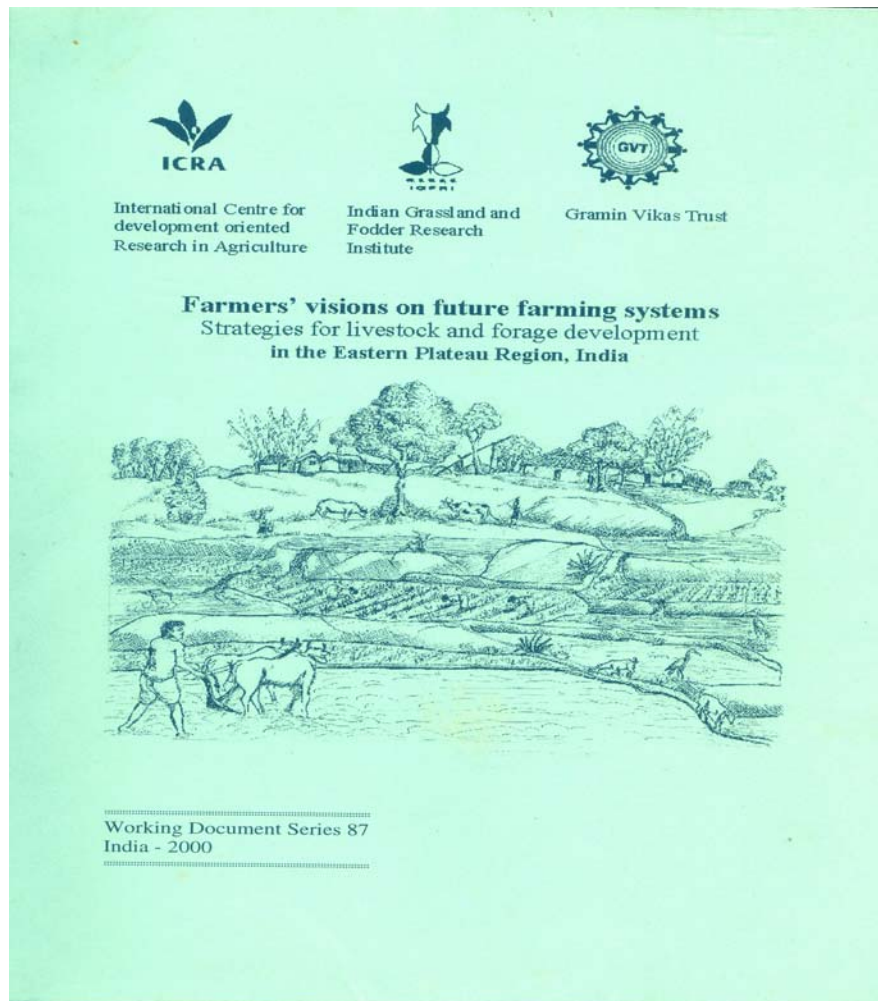 ICRA
IGFRI
GVT
International Centre for
development oriented
Research in Agriculture
Indian Grassland and
Fodder Research
Institute
Gramin Vikas Trust
Farmers’ visions on future farming systems
Strategies for livestock and forage development
in the Eastern Plateau Region, India
Working Document Series 87
India - 2000